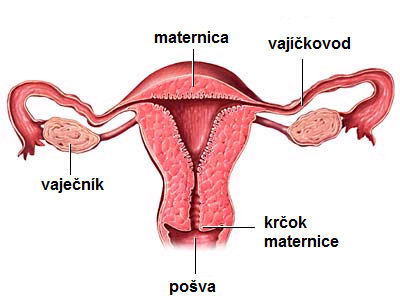 maternica
vajíčkovod
vaječník
krčok
maternice
pošva